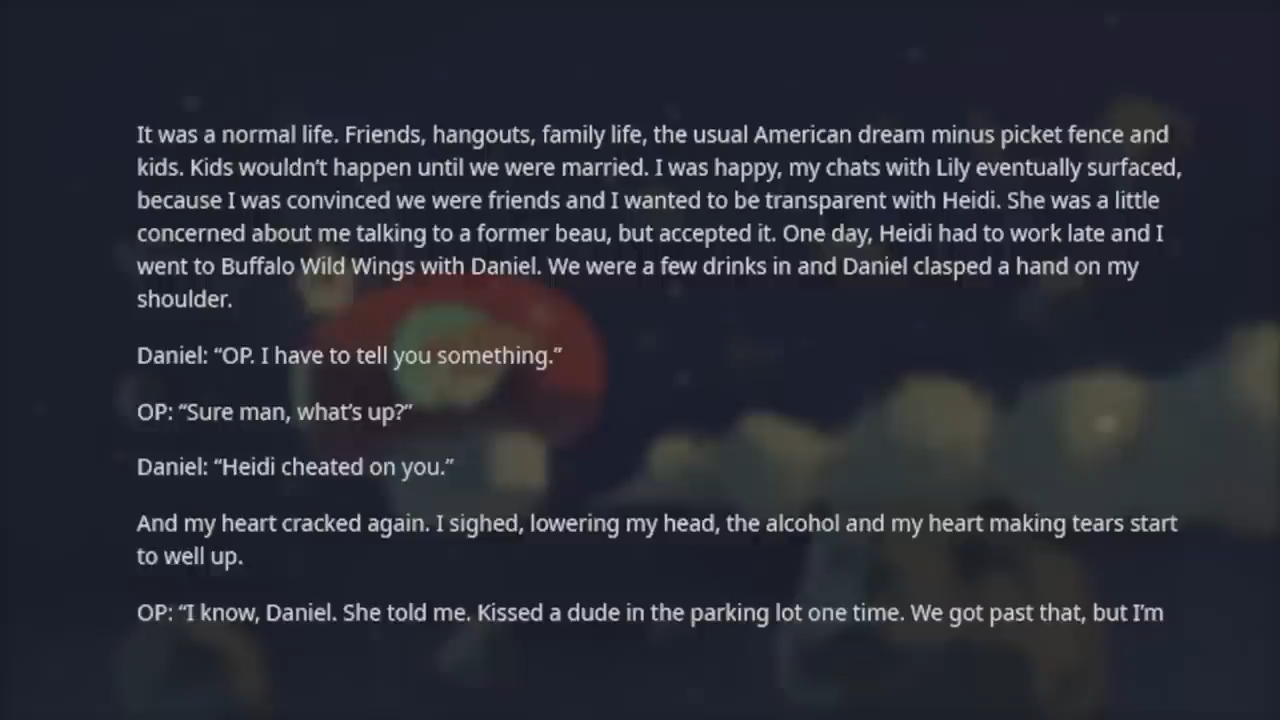 It was a normal life. Friends, hangouts, family life, the usual American dream minus picket fence and
kids. Kids wouldn’t happen until we were married. I was happy, my chats with Lily eventually surfaced,
because I was convinced we were friends and I wanted to be transparent with Heidi. She was a little
concerned about me talking to a former beau, but accepted it. One day, Heidi had to work late and I
went to Buffalo Wild Wings with Daniel. We were a few drinks in and Daniel clasped a hand on my
shoulder.
Daniel: “OP. I have to tell you something.”
OP: “Sure man, what’s up?”
Daniel: “Heidi cheated on you.”
And my heart cracked again. I sighed, lowering my head, the alcohol and my heart making tears start
to well up.
OP: “I know, Daniel. She told me. Kissed a dude in the parking lot one time. We got past that, but I’m